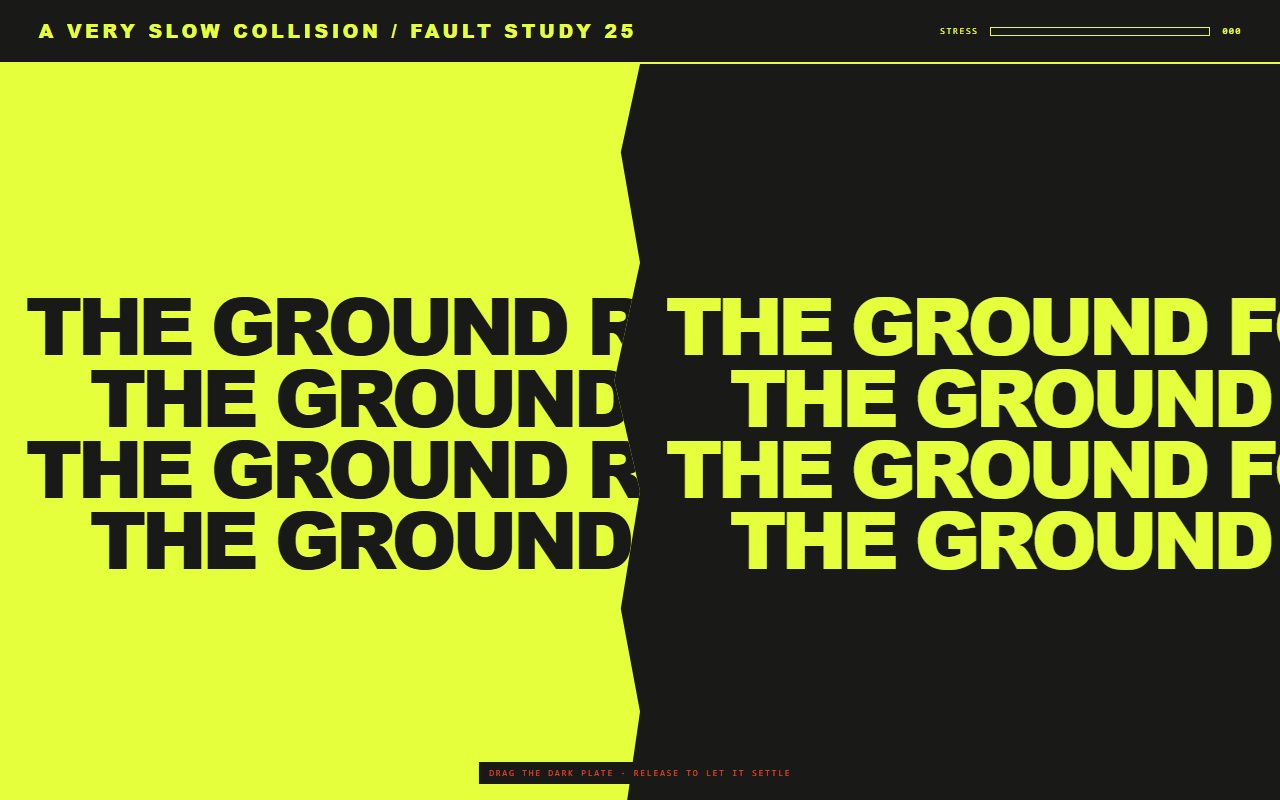 A VERY SLOW COLLISION / FAULT STUDY 25
STRESS 000
THE GROUND
THE GROUND
THE GROUND
THE GROUND
THE GROUND
THE GROUND
THE GROUND
THE GROUND
DRAG THE DARK PLATE - RELEASE TO LET IT SETTLE